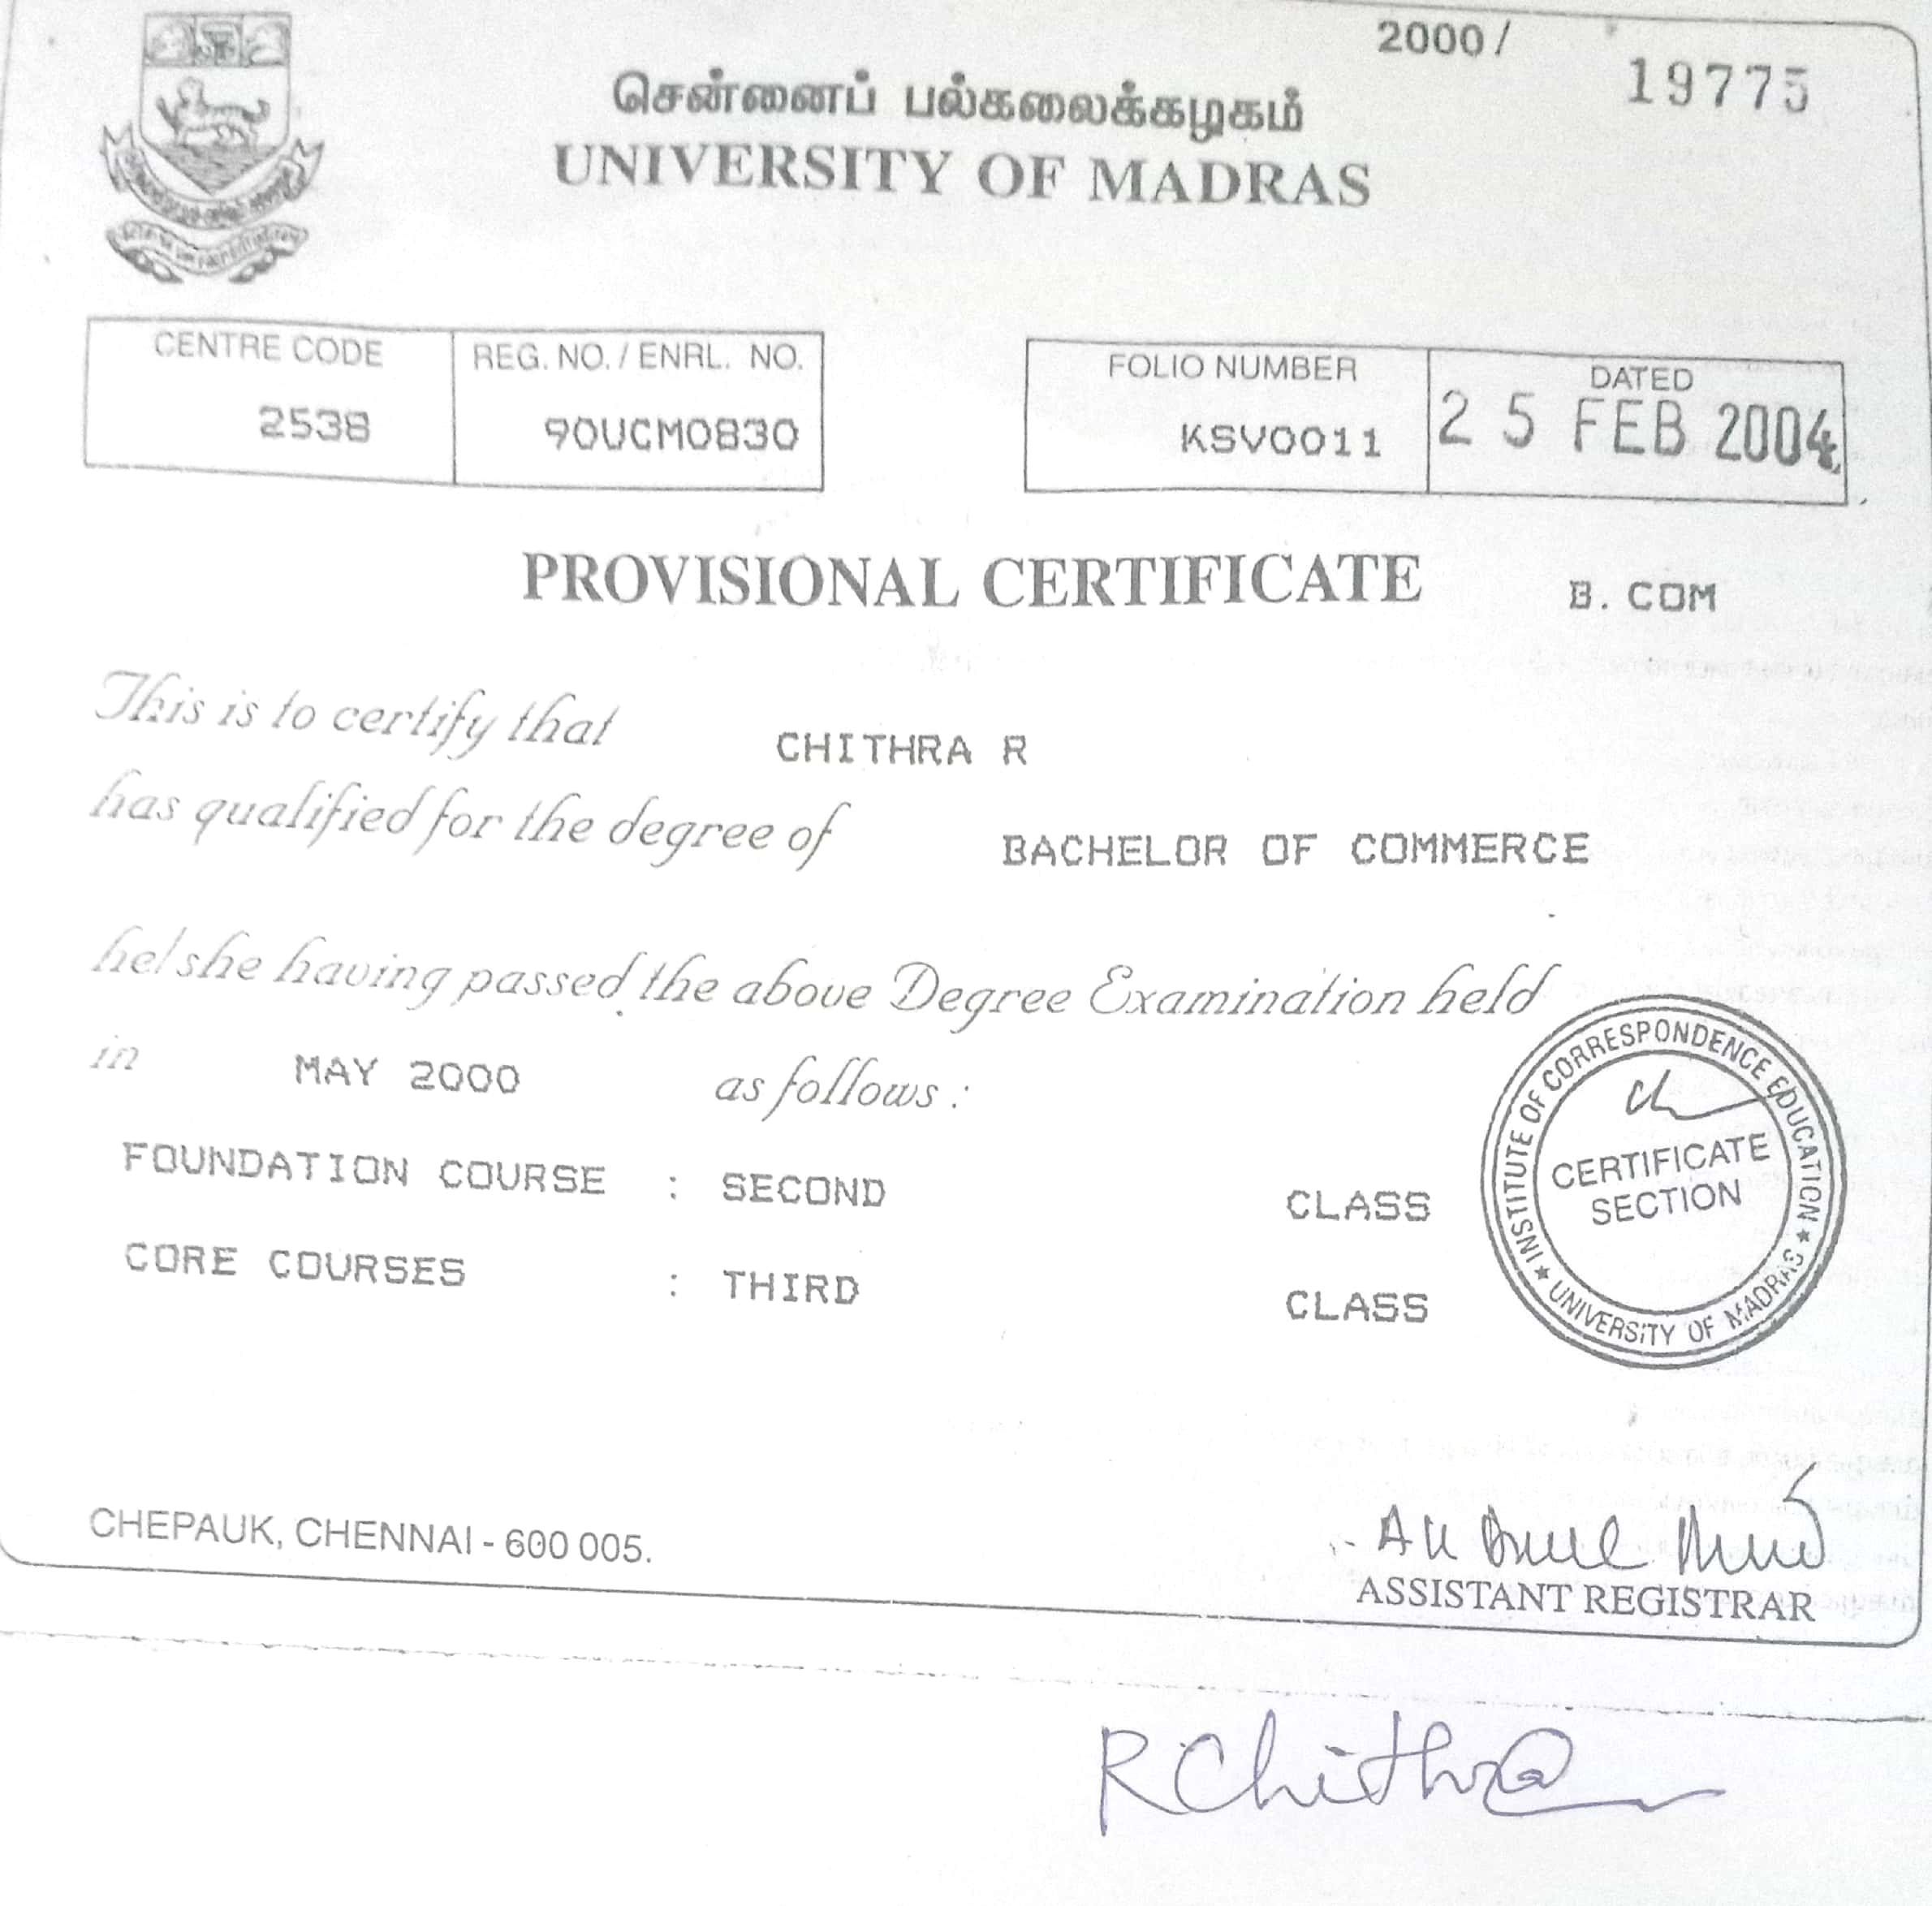 2000 /
19775
சென்னைப் பல்கலைக்கழகம்
UNIVERSITY OF MADRAS
CENTRE CODE REG. NO. / ENRL. NO. FOLIO NUMBER DATED
2538 90UCM0830 KSV0011 25 FEB 2004
PROVISIONAL CERTIFICATE B. COM
This is to certify that CHITHRA R
has qualified for the degree of BACHELOR OF COMMERCE
he/she having passed the above Degree Examination held
in MAY 2000 as follows :
FOUNDATION COURSE : SECOND CLASS
CORE COURSES : THIRD CLASS
INSTITUTE OF CORRESPONDENCE EDUCATION ★ UNIVERSITY OF MADRAS ★
CERTIFICATE
SECTION
CHEPAUK, CHENNAI - 600 005.
ASSISTANT REGISTRAR
R Chithra